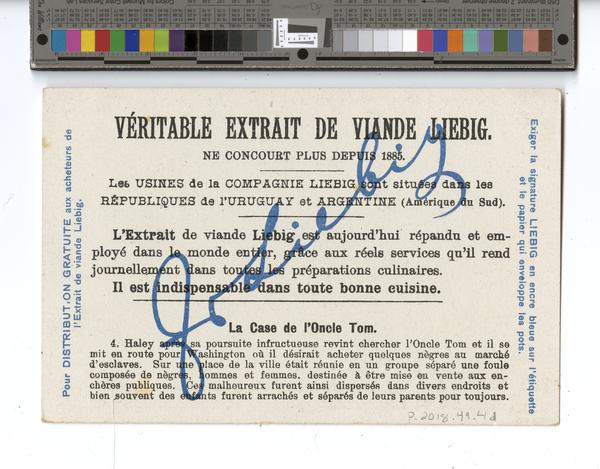 VÉRITABLE EXTRAIT DE VIANDE LIEBIG.
NE CONCOURT PLUS DEPUIS 1885.
Les USINES de la COMPAGNIE LIEBIG sont situées dans les
RÉPUBLIQUES de l'URUGUAY et ARGENTINE (Amérique du Sud).
L'Extrait de viande Liebig est aujourd'hui répandu et em-
ployé dans le monde entier, grâce aux réels services qu'il rend
journellement dans toutes les préparations culinaires.
Il est indispensable dans toute bonne cuisine.
La Case de l'Oncle Tom.
4. Haley après sa poursuite infructueuse revint chercher l'Oncle Tom et il se
mit en route pour Washington où il désirait acheter quelques nègres au marché
d'esclaves. Sur une place de la ville était réunie en un groupe séparé une foule
composée de nègres, hommes et femmes, destinée à être mise en vente aux en-
chères publiques. Ces malheureux furent ainsi dispersés dans divers endroits et
bien souvent des enfants furent arrachés et séparés de leurs parents pour toujours.
Pour DISTRIBUT.ON GRATUITE aux acheteurs de
l'Extrait de viande Liebig.
Exiger la signature LIEBIG en encre bleue sur l'étiquette
et le papier qui enveloppe les pots.
J. v. Liebig
P-2018-49-4d